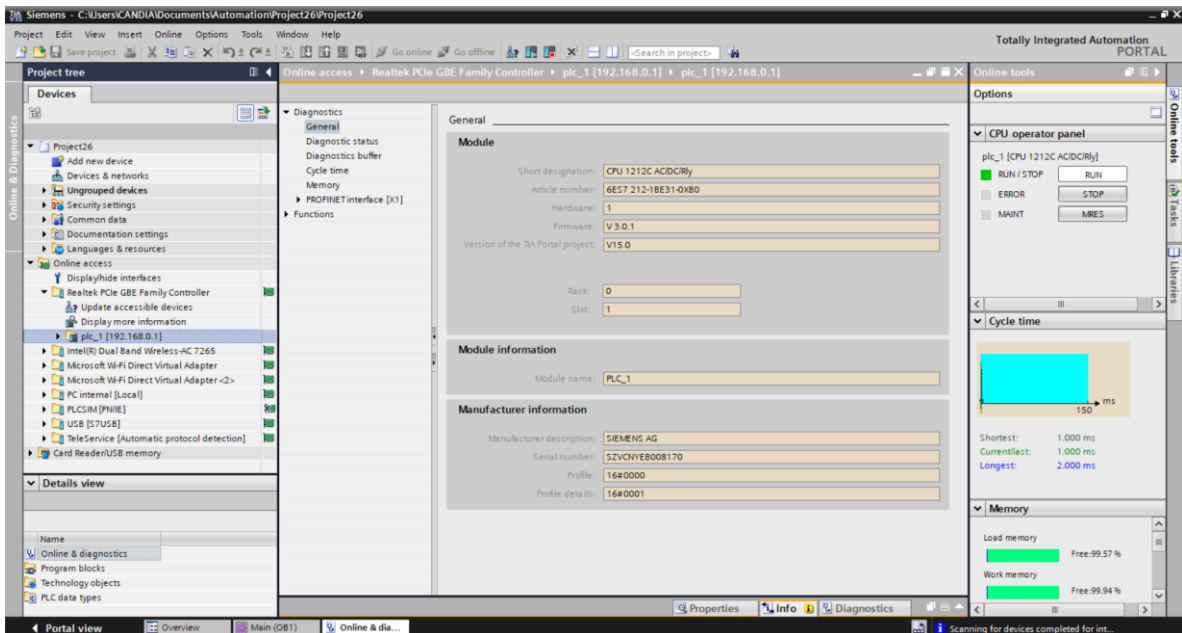 Siemens - C:\Users\CANDIA\Documents\Automation\Project26\Project26
Project Edit View Insert Online Options Tools Window Help
Save project Go online Go offline <Search in project>
Totally Integrated Automation
PORTAL
Project tree
Devices
Online & Diagnostics
Project26
Add new device
Devices & networks
Ungrouped devices
Security settings
Common data
Documentation settings
Languages & resources
Online access
Display/hide interfaces
Realtek PCIe GBE Family Controller
Update accessible devices
Display more information
plc_1 [192.168.0.1]
Intel(R) Dual Band Wireless-AC 7265
Microsoft Wi-Fi Direct Virtual Adapter
Microsoft Wi-Fi Direct Virtual Adapter <2>
PC internal [Local]
PLCSIM [PN/IE]
USB [S7USB]
TeleService [Automatic protocol detection]
Card Reader/USB memory
Details view
Name
Online & diagnostics
Program blocks
Technology objects
PLC data types
Online access Realtek PCIe GBE Family Controller plc_1 [192.168.0.1] plc_1 [192.168.0.1]
Diagnostics
General
Diagnostic status
Diagnostics buffer
Cycle time
Memory
PROFINET interface [X1]
Functions
General
Module
Short designation: CPU 1212C AC/DC/Rly
Article number: 6ES7 212-1BE31-0XB0
Hardware: 1
Firmware: V 3.0.1
Version of the TIA Portal project: V15.0
Rack: 0
Slot: 1
Module information
Module name: PLC_1
Manufacturer information
Manufacturer description: SIEMENS AG
Serial number: SZVCNYEB008170
Profile: 16#0000
Profile details: 16#0001
Properties Info Diagnostics
Online tools
Options
CPU operator panel
plc_1 [CPU 1212C AC/DC/Rly]
RUN / STOP RUN
ERROR STOP
MAINT MRES
Cycle time
ms
1 150
Shortest: 1.000 ms
Current/last: 1.000 ms
Longest: 2.000 ms
Memory
Load memory
Free:99.57 %
Work memory
Free:99.94 %
Online tools
Tasks
Libraries
Portal view Overview Main (OB1) Online & dia...
Scanning for devices completed for int...